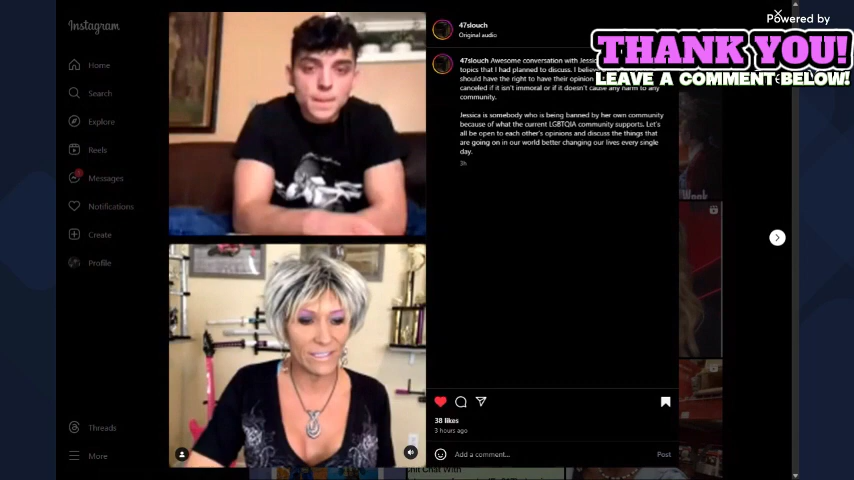 Powered by
THANK YOU!
LEAVE A COMMENT BELOW!
Instagram
Home
Search
Explore
Reels
Messages
Notifications
Create
Profile
Threads
More
47slouch
Original audio
47slouch Awesome conversation with
topics that I had planned to discuss. I
should have the right to have their opinion
canceled if it isn't immoral or if it doesn't cause any harm to any
community.
Jessica is somebody who is being banned by her own community
because of what the current LGBTQIA community supports. Let's
all be open to each other's opinions and discuss the things that
are going on in our world better changing our lives every single
day.
3h
38 likes
3 hours ago
Add a comment...
Post
Chit Chat With